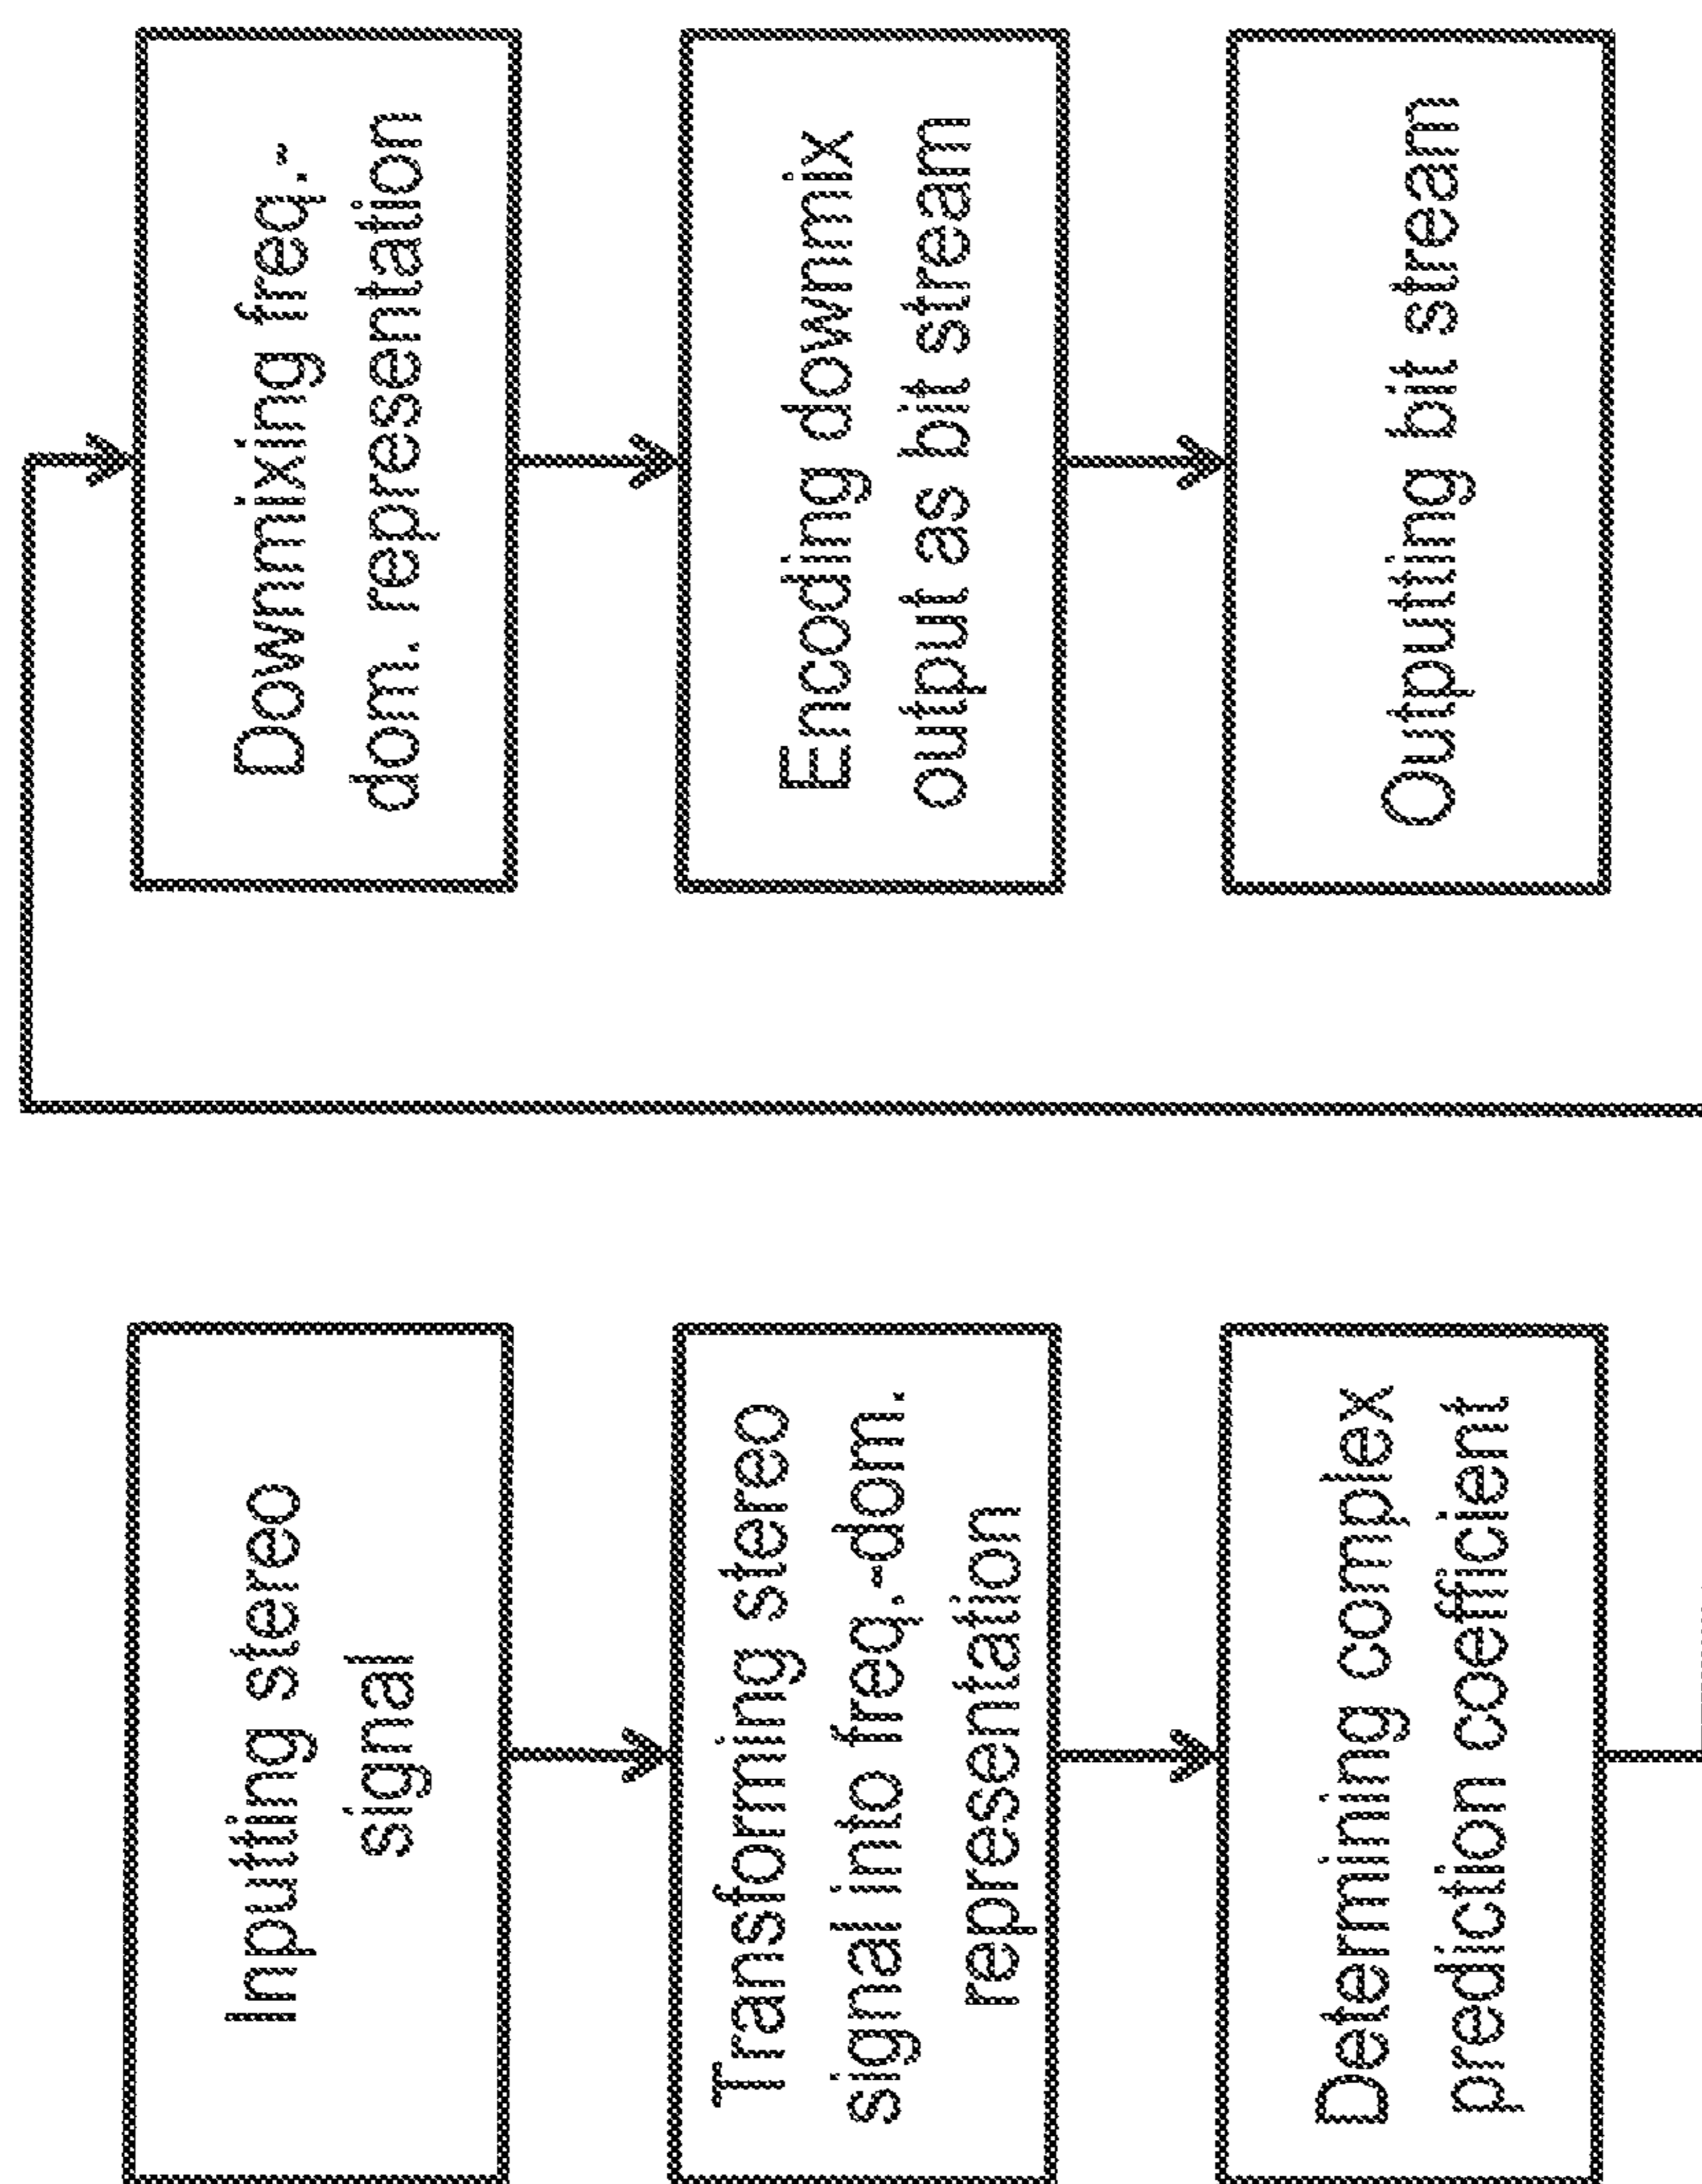 Inputting stereo
signal
Transforming stereo
signal into freq.-dom.
representation
Determining complex
prediction coefficient
Downmixing freq.-
dom. representation
Encoding downmix
output as bit stream
Outputting bit stream